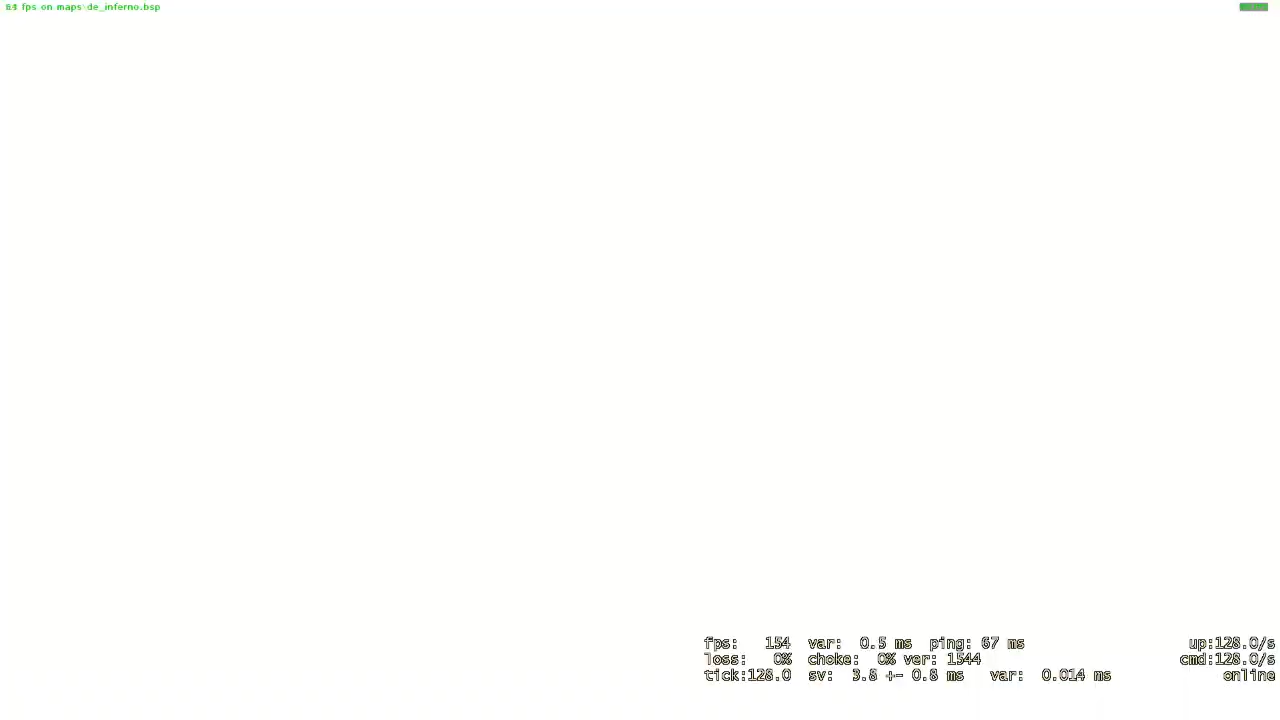 fps on maps\de_inferno.bsp
fps: 154 var: 0.5 ms ping: 67 ms up:128.0/s
loss: 0% choke: 0% ver: 1544 cmd:128.0/s
tick:128.0 sv: 3.8 +- 0.8 ms var: 0.014 ms online